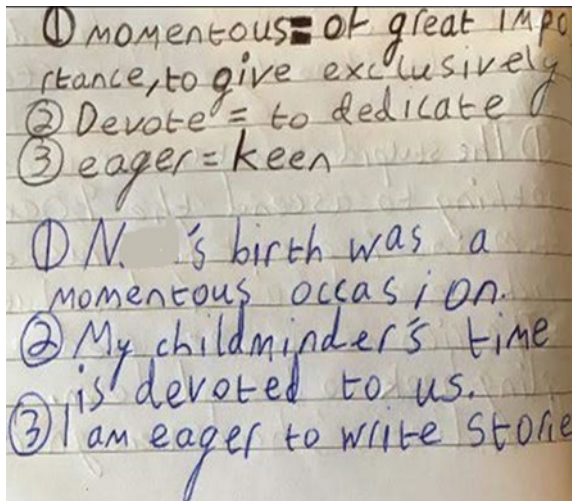 ① momentous = of great impo
rtance, to give exclusively
② Devote = to dedicate
③ eager = keen
① N. 's birth was a
momentous occasion.
② My childminder's time
is devoted to us.
③ I am eager to write storie